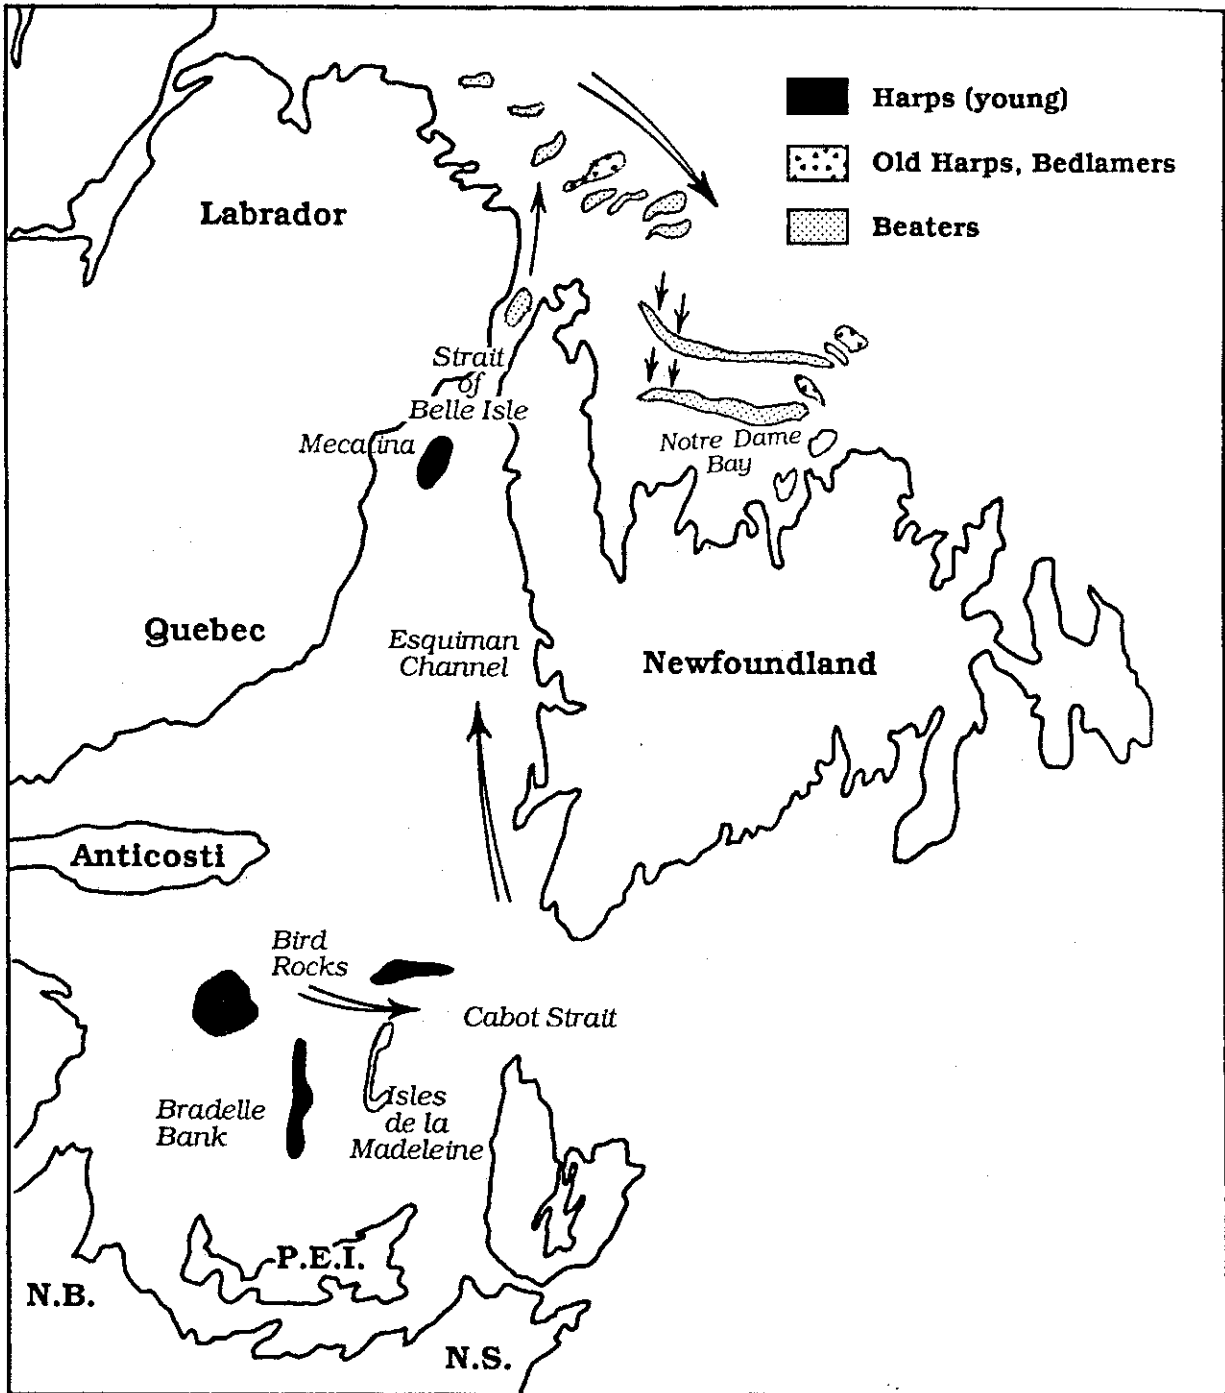 Harps (young)
Old Harps, Bedlamers
Beaters
Labrador
Strait
of
Belle Isle
Mecatina
Notre Dame
Bay
Quebec
Esquiman
Channel
Newfoundland
Anticosti
Bird
Rocks
Cabot Strait
Bradelle
Bank
Isles
de la
Madeleine
P.E.I.
N.B.
N.S.